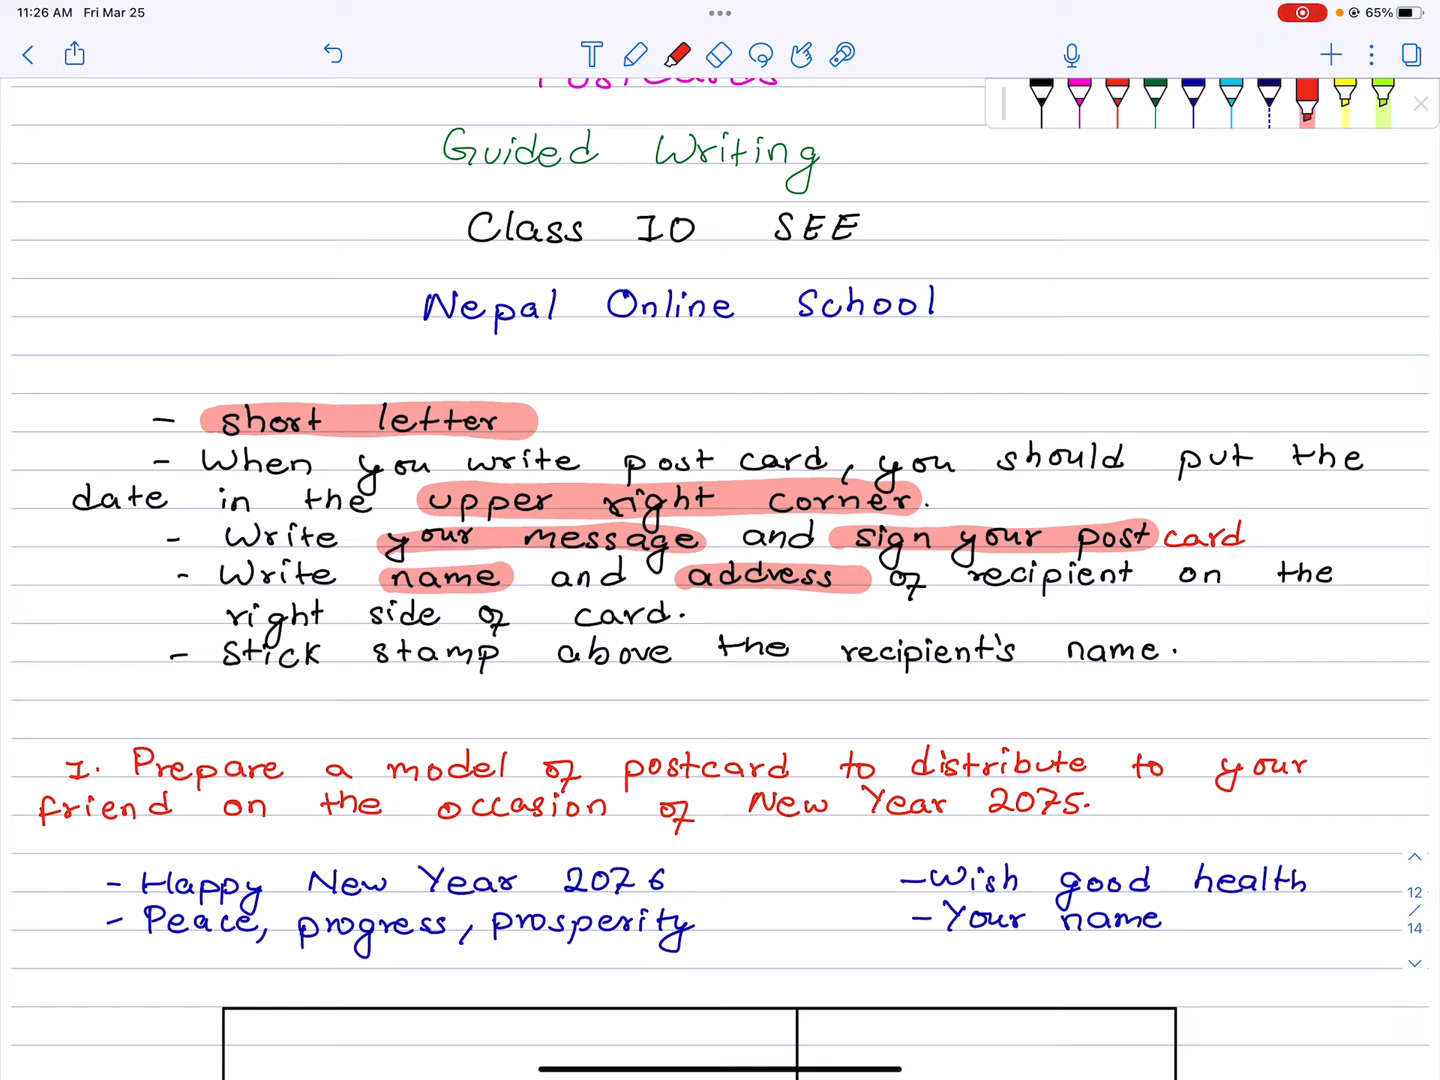 11:26 AM Fri Mar 25
65%
Guided Writing
Class 10 SEE
Nepal Online School
- short letter
- When you write post card, you should put the
date in the upper right corner.
- Write your message and sign your post card
- Write name and address of recipient on the
right side of card.
- Stick stamp above the recipient's name.
1. Prepare a model of postcard to distribute to your
friend on the occasion of New Year 2075.
- Happy New Year 2076
- Wish good health
- Peace, progress, prosperity
- Your name
12
/
14